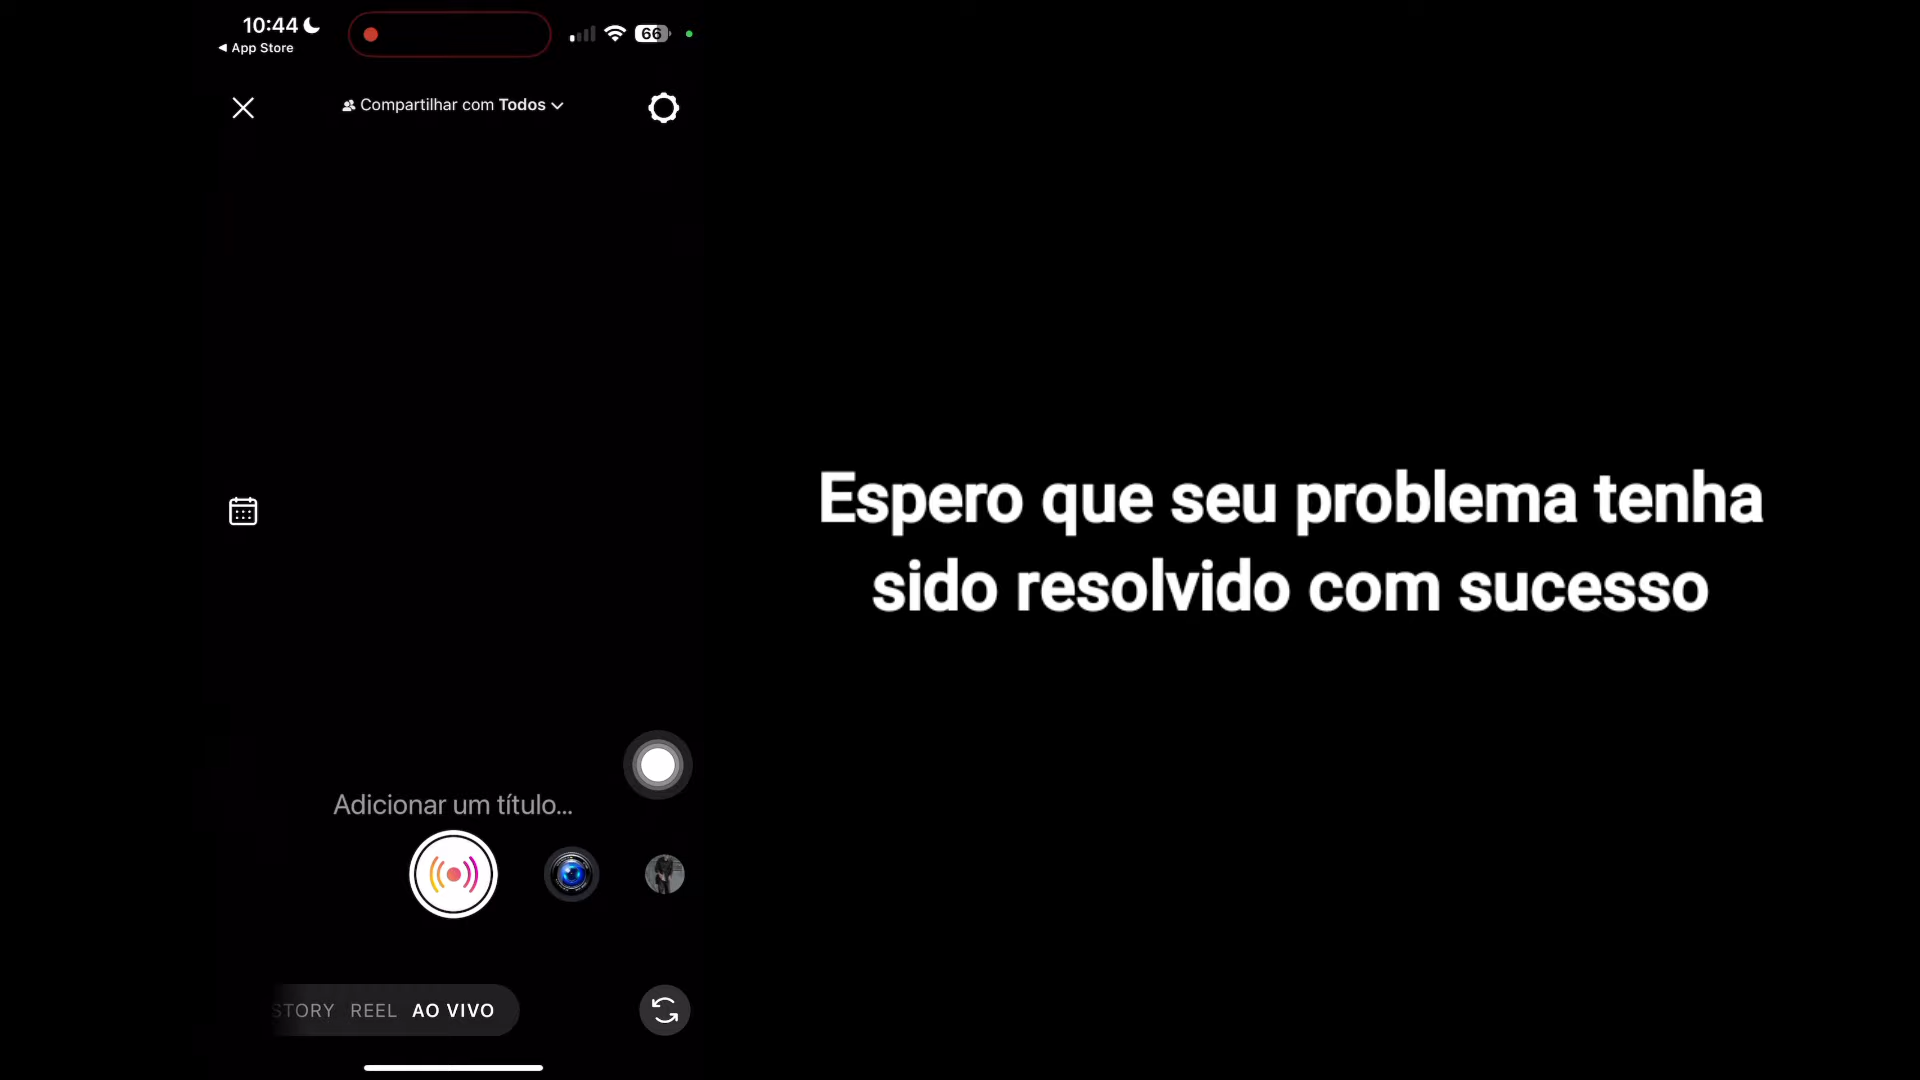 10:44
66
◀ App Store
Compartilhar com Todos
Espero que seu problema tenha
sido resolvido com sucesso
Adicionar um título...
STORY REEL AO VIVO